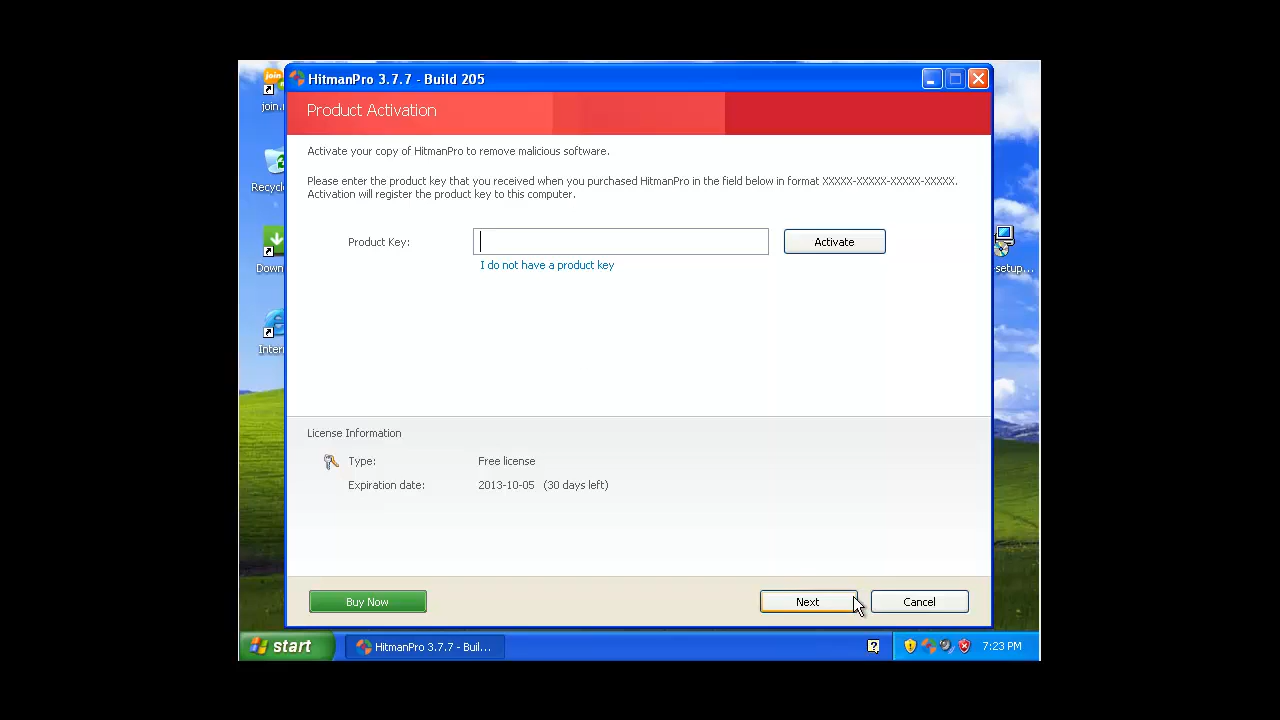 HitmanPro 3.7.7 - Build 205
join.
Product Activation
Activate your copy of HitmanPro to remove malicious software.
Please enter the product key that you received when you purchased HitmanPro in the field below in format XXXXX-XXXXX-XXXXX-XXXXX.
Activation will register the product key to this computer.
Recycl
Product Key:
Activate
I do not have a product key
Down
setup...
Inter
License Information
Type: Free license
Expiration date: 2013-10-05 (30 days left)
Buy Now
Next
Cancel
start
HitmanPro 3.7.7 - Buil...
7:23 PM